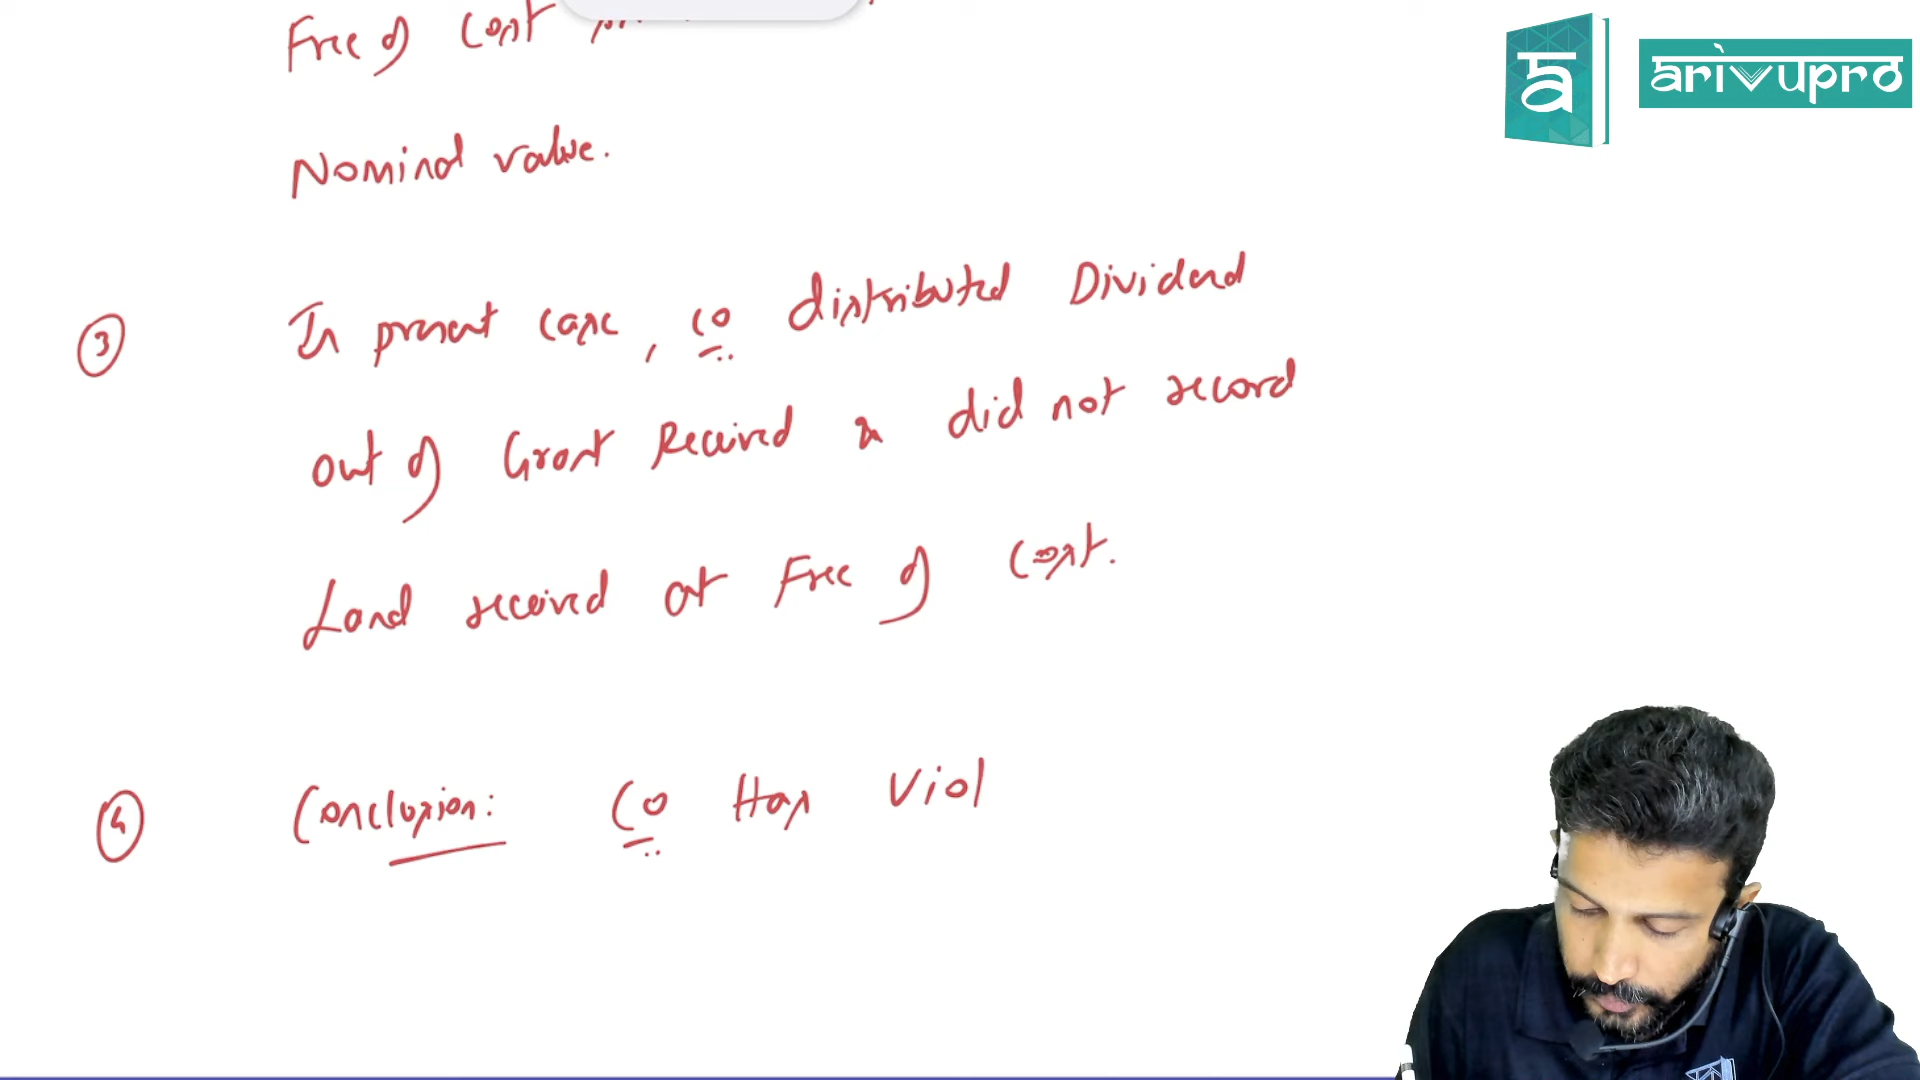 Free of Cost
Nominal value.
③ In present case, co distributed Dividend
out of Grant Received & did not record
Land received at Free of cost.
④ Conclusion: Co Has Viol
ā arivupro